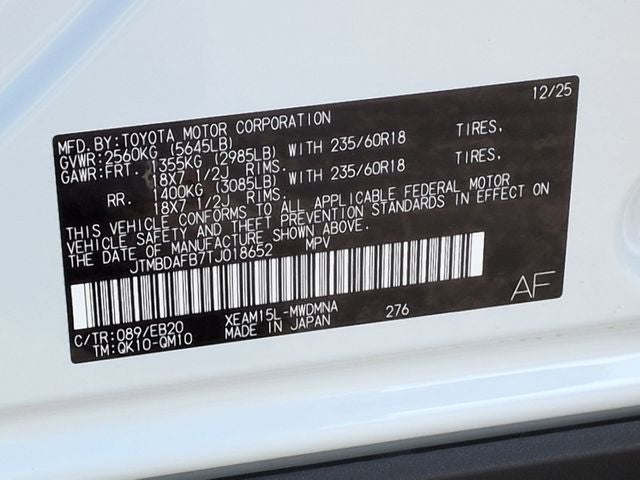 12/25
MFD.BY:TOYOTA MOTOR CORPORATION
GVWR:2560KG (5645LB)
GAWR:FRT. 1355KG (2985LB) WITH 235/60R18 TIRES,
18X7 1/2J RIMS.
RR. 1400KG (3085LB) WITH 235/60R18 TIRES,
18X7 1/2J RIMS.
THIS VEHICLE CONFORMS TO ALL APPLICABLE FEDERAL MOTOR
VEHICLE SAFETY AND THEFT PREVENTION STANDARDS IN EFFECT ON
THE DATE OF MANUFACTURE SHOWN ABOVE.
JTMBDAFB7TJ018652 MPV
C/TR:089/EB20 XEAM15L-MWDMNA 276 AF
TM:QK10-QM10 MADE IN JAPAN